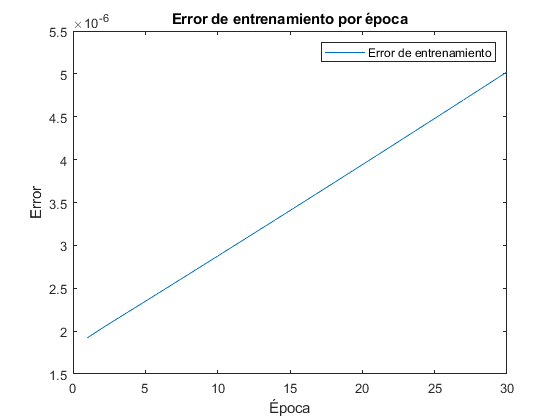 Error de entrenamiento por época
×10-6
Error de entrenamiento
5.5
5
4.5
4
3.5
3
2.5
2
1.5
Error
0 5 10 15 20 25 30
Época